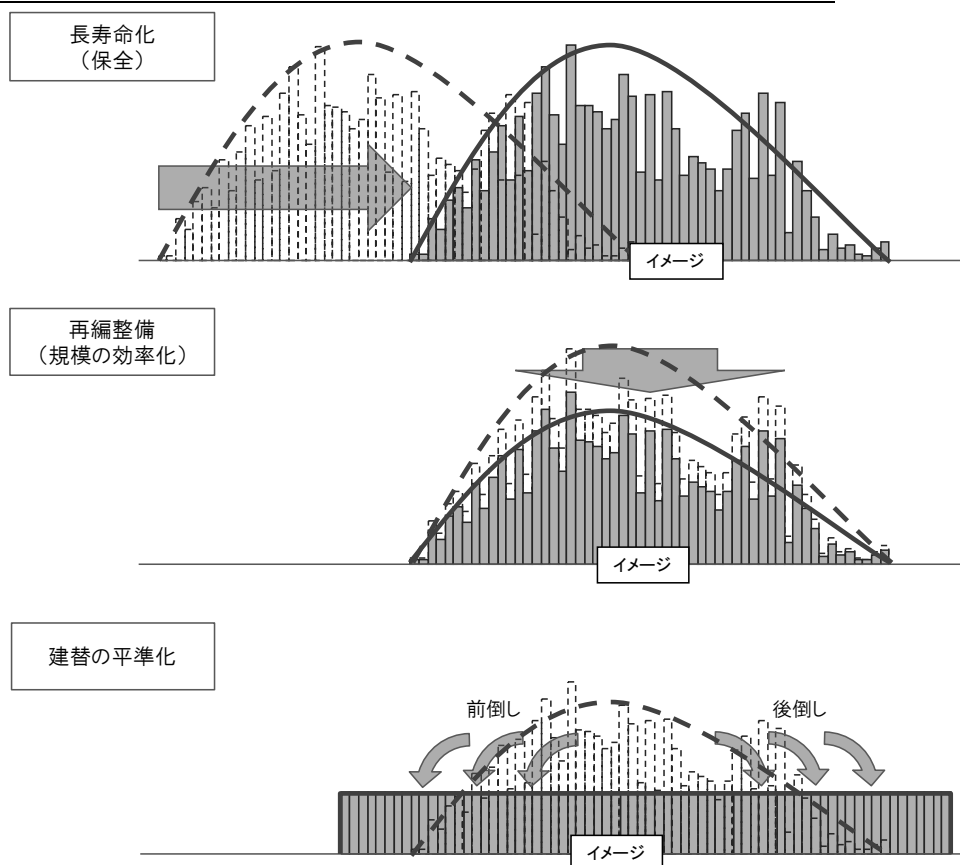 長寿命化
（保全）
イメージ
再編整備
（規模の効率化）
イメージ
建替の平準化
前倒し
後倒し
イメージ